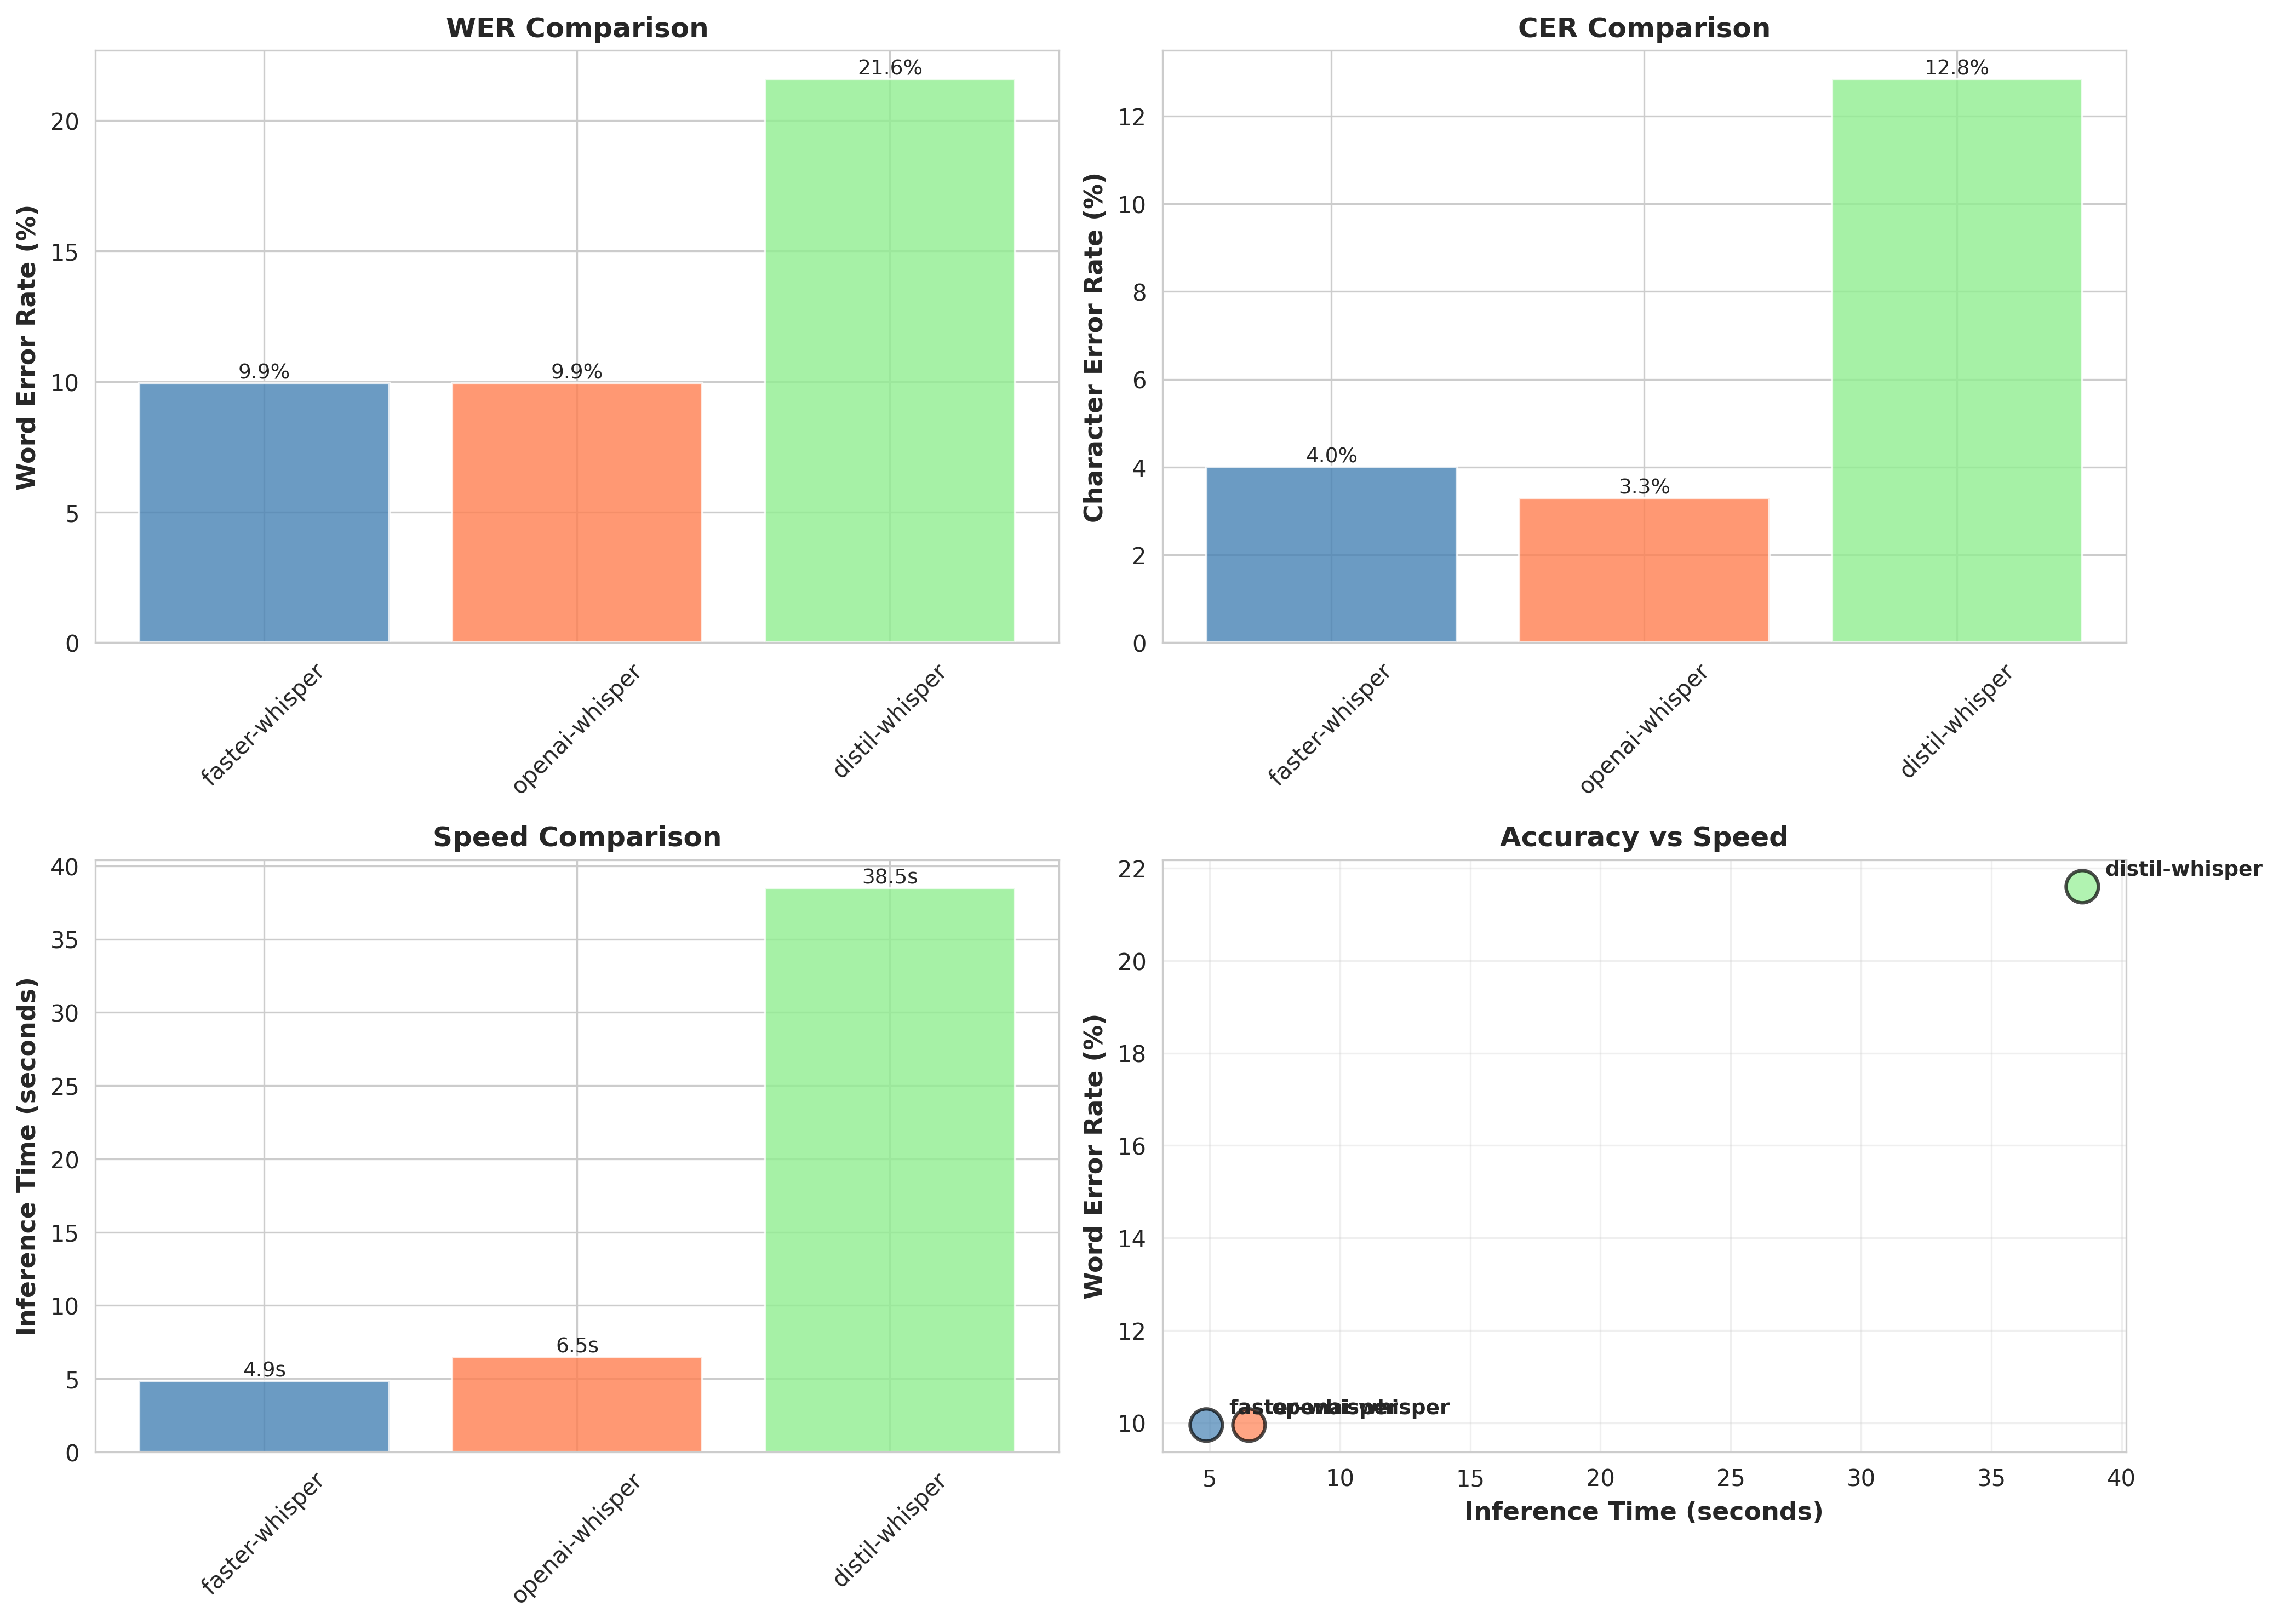 WER Comparison
Word Error Rate (%)
20
15
10
5
0
9.9%
9.9%
21.6%
faster-whisper
openai-whisper
distil-whisper
CER Comparison
Character Error Rate (%)
12
10
8
6
4
2
0
4.0%
3.3%
12.8%
faster-whisper
openai-whisper
distil-whisper
Speed Comparison
Inference Time (seconds)
40
35
30
25
20
15
10
5
0
4.9s
6.5s
38.5s
faster-whisper
openai-whisper
distil-whisper
Accuracy vs Speed
Word Error Rate (%)
22
20
18
16
14
12
10
distil-whisper
faster-whisper
openai-whisper
5 10 15 20 25 30 35 40
Inference Time (seconds)